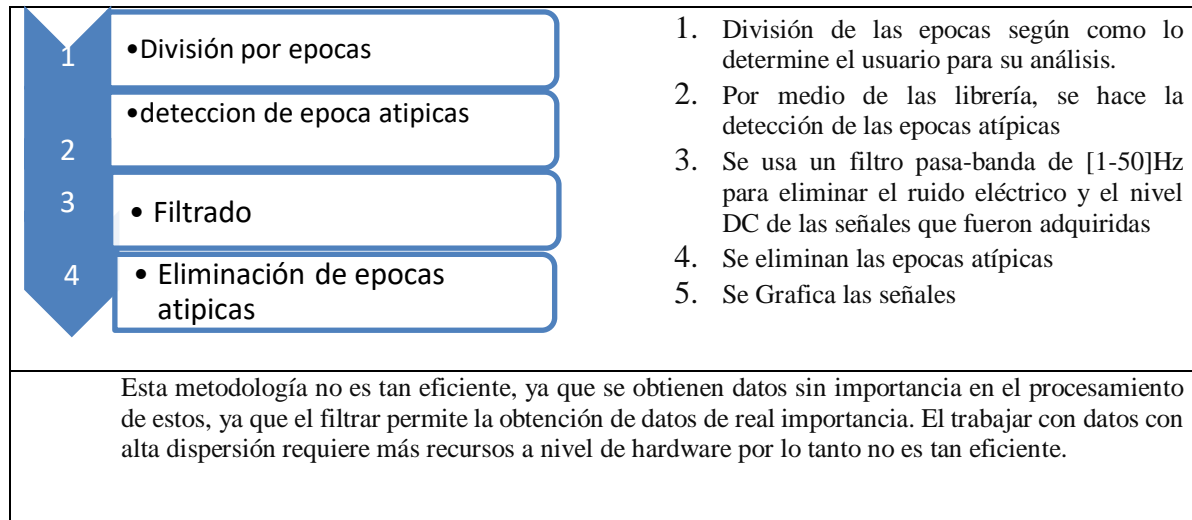 1
•División por epocas
2
•deteccion de epoca atipicas
3
• Filtrado
4
• Eliminación de epocas
atipicas
1. División de las epocas según como lo
determine el usuario para su análisis.
2. Por medio de las librería, se hace la
detección de las epocas atípicas
3. Se usa un filtro pasa-banda de [1-50]Hz
para eliminar el ruido eléctrico y el nivel
DC de las señales que fueron adquiridas
4. Se eliminan las epocas atípicas
5. Se Grafica las señales
Esta metodología no es tan eficiente, ya que se obtienen datos sin importancia en el procesamiento
de estos, ya que el filtrar permite la obtención de datos de real importancia. El trabajar con datos con
alta dispersión requiere más recursos a nivel de hardware por lo tanto no es tan eficiente.